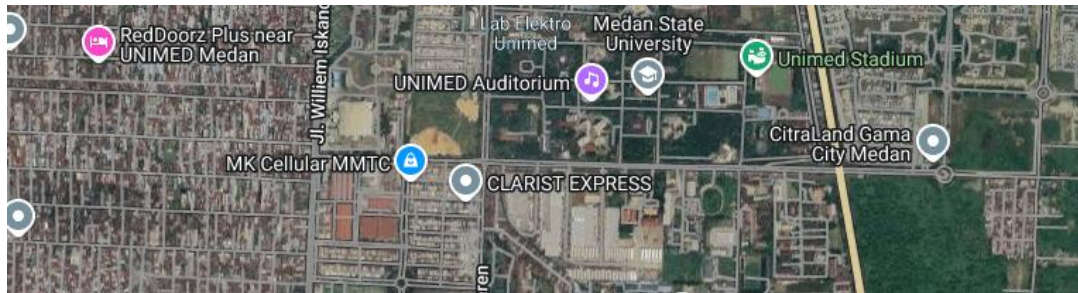 RedDoorz Plus near
UNIMED Medan
Jl. Williem Iskand
Lab Elektro
Unimed
Medan State
University
UNIMED Auditorium
Unimed Stadium
CitraLand Gama
City Medan
MK Cellular MMTC
CLARIST EXPRESS
ren